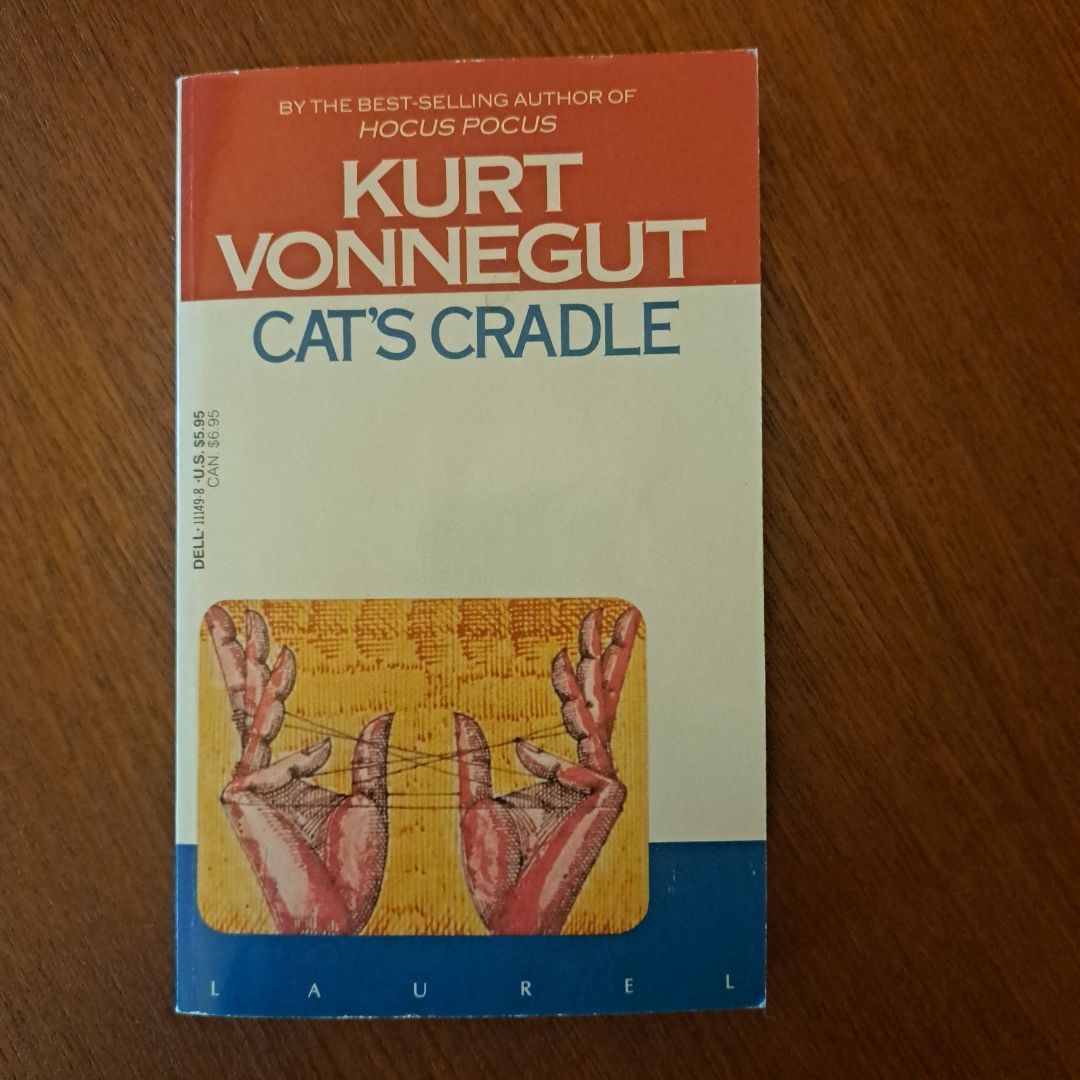 BY THE BEST-SELLING AUTHOR OF
HOCUS POCUS
KURT
VONNEGUT
CAT'S CRADLE
DELL • 11149-8 • U.S. $5.95
CAN. $6.95
LAUREL